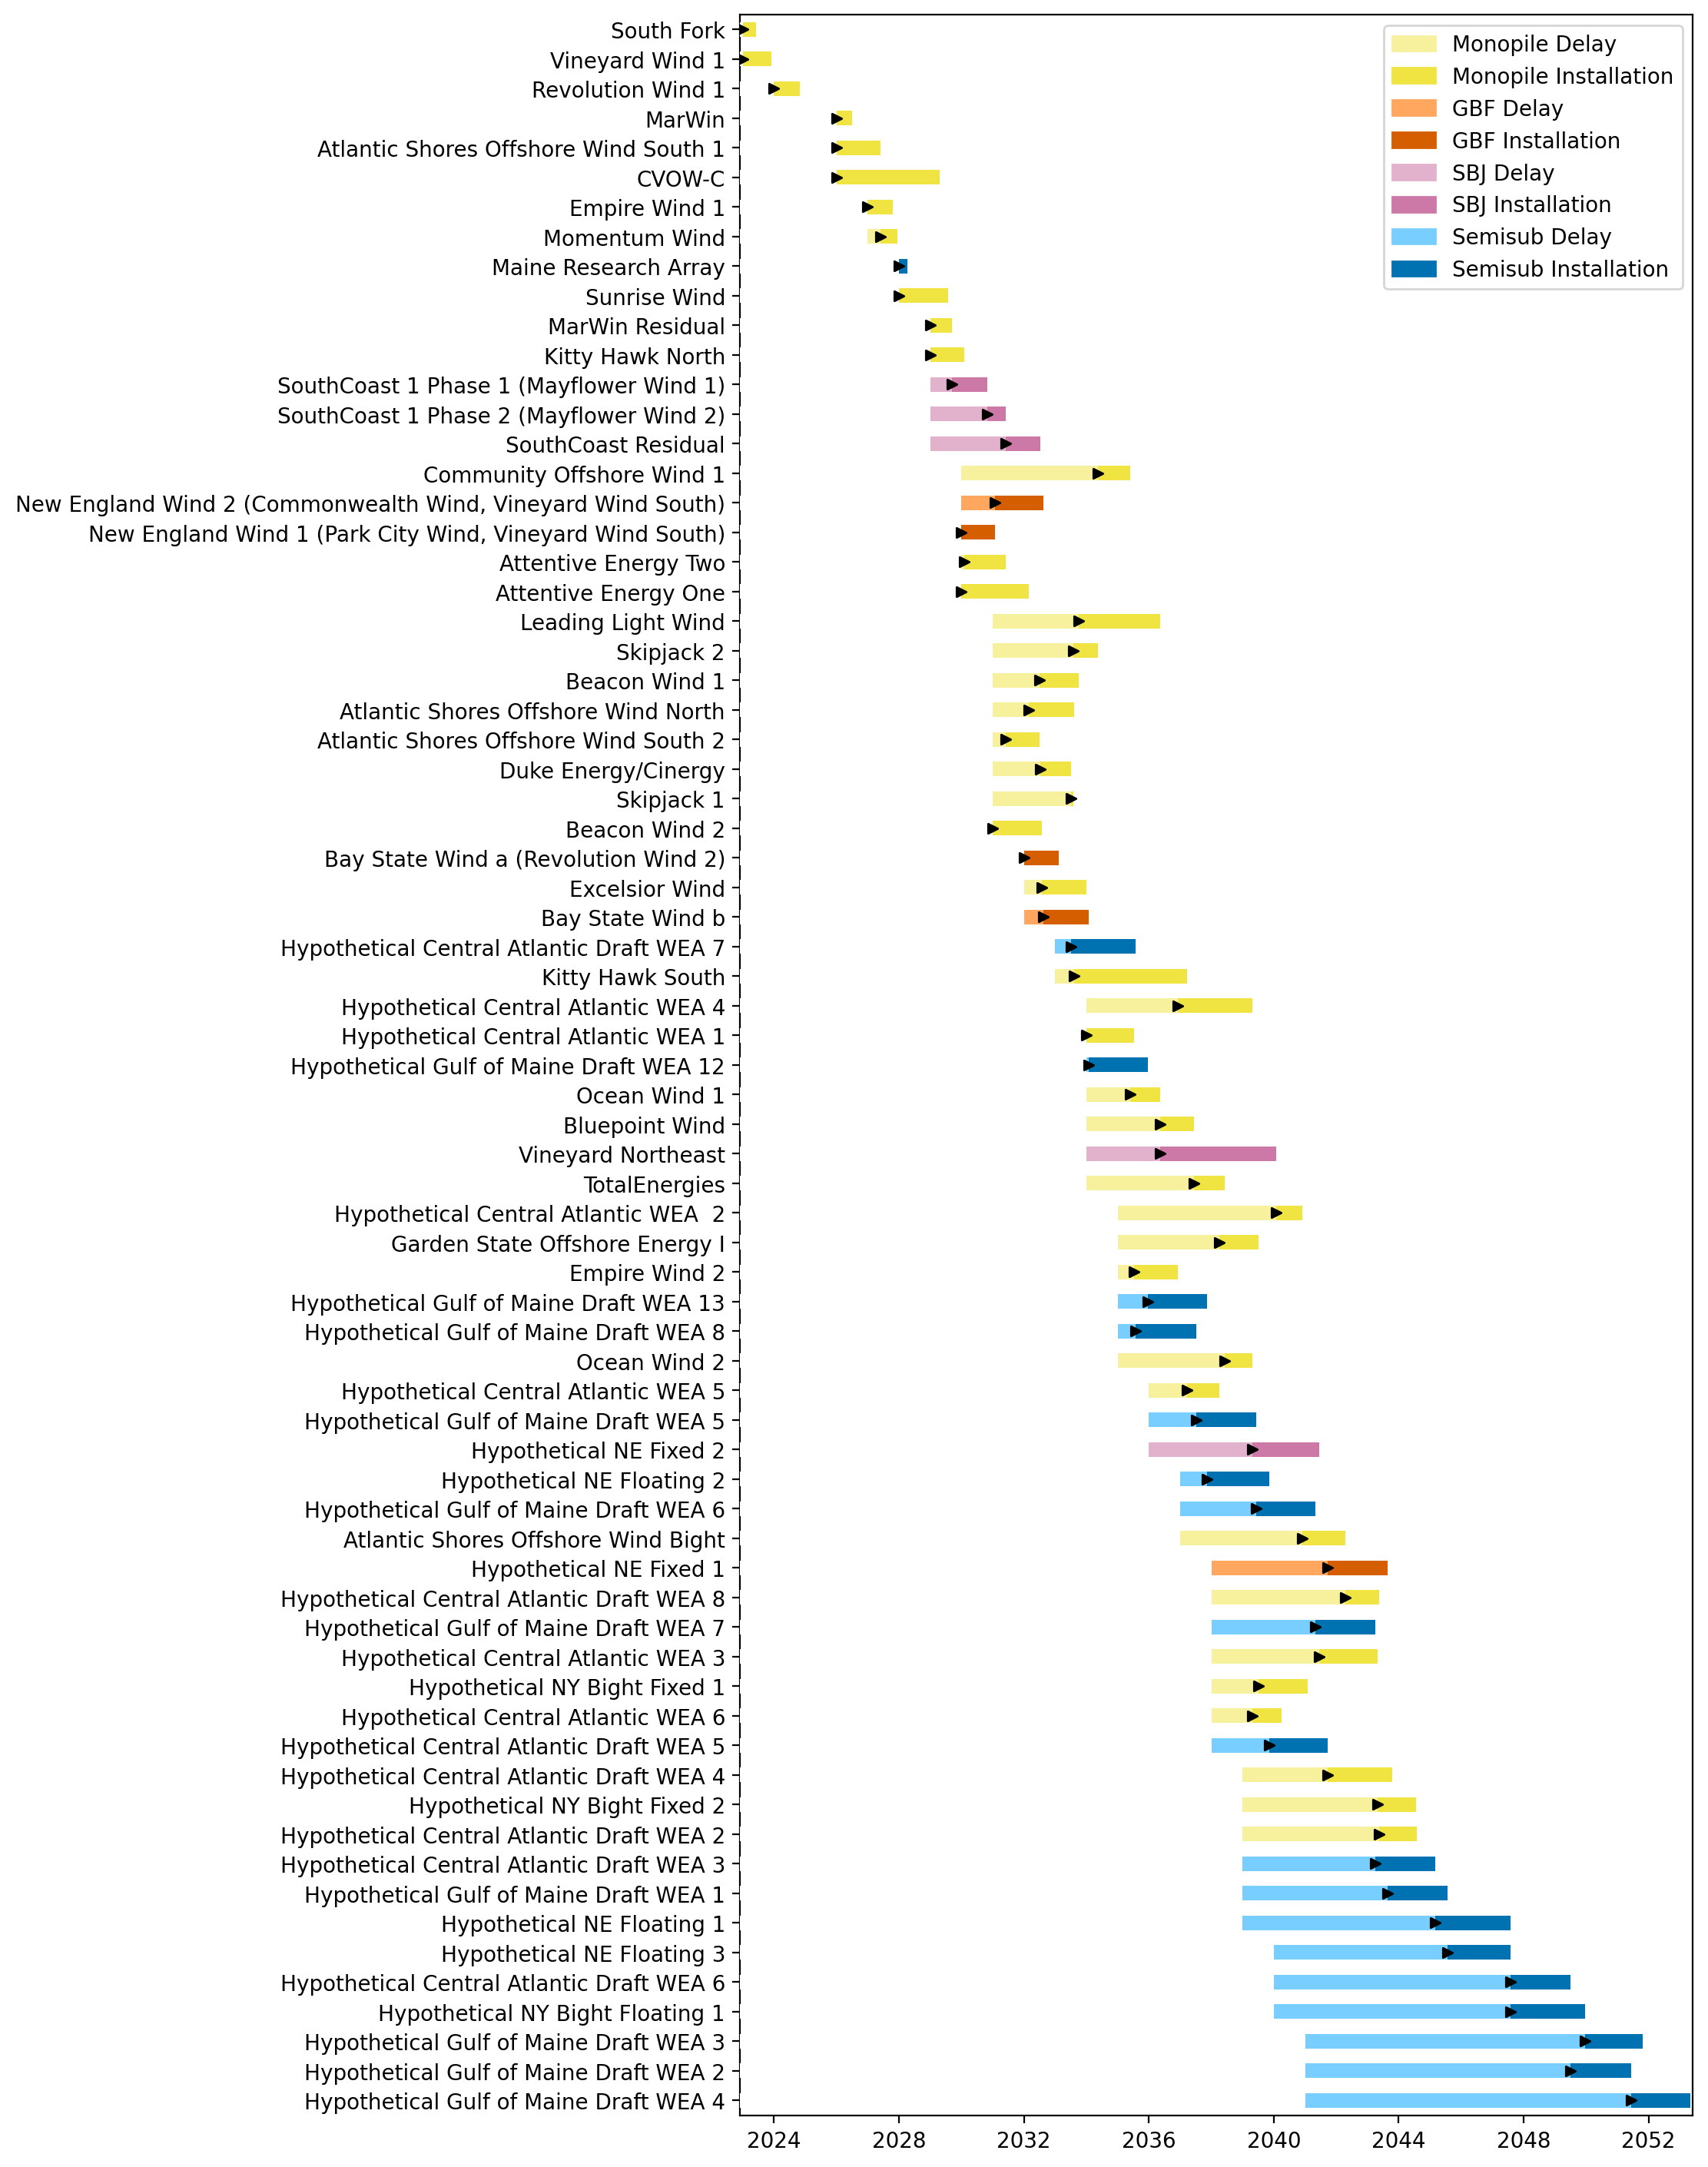 South Fork
Vineyard Wind 1
Revolution Wind 1
MarWin
Atlantic Shores Offshore Wind South 1
CVOW-C
Empire Wind 1
Momentum Wind
Maine Research Array
Sunrise Wind
MarWin Residual
Kitty Hawk North
SouthCoast 1 Phase 1 (Mayflower Wind 1)
SouthCoast 1 Phase 2 (Mayflower Wind 2)
SouthCoast Residual
Community Offshore Wind 1
New England Wind 2 (Commonwealth Wind, Vineyard Wind South)
New England Wind 1 (Park City Wind, Vineyard Wind South)
Attentive Energy Two
Attentive Energy One
Leading Light Wind
Skipjack 2
Beacon Wind 1
Atlantic Shores Offshore Wind North
Atlantic Shores Offshore Wind South 2
Duke Energy/Cinergy
Skipjack 1
Beacon Wind 2
Bay State Wind a (Revolution Wind 2)
Excelsior Wind
Bay State Wind b
Hypothetical Central Atlantic Draft WEA 7
Kitty Hawk South
Hypothetical Central Atlantic WEA 4
Hypothetical Central Atlantic WEA 1
Hypothetical Gulf of Maine Draft WEA 12
Ocean Wind 1
Bluepoint Wind
Vineyard Northeast
TotalEnergies
Hypothetical Central Atlantic WEA  2
Garden State Offshore Energy I
Empire Wind 2
Hypothetical Gulf of Maine Draft WEA 13
Hypothetical Gulf of Maine Draft WEA 8
Ocean Wind 2
Hypothetical Central Atlantic WEA 5
Hypothetical Gulf of Maine Draft WEA 5
Hypothetical NE Fixed 2
Hypothetical NE Floating 2
Hypothetical Gulf of Maine Draft WEA 6
Atlantic Shores Offshore Wind Bight
Hypothetical NE Fixed 1
Hypothetical Central Atlantic Draft WEA 8
Hypothetical Gulf of Maine Draft WEA 7
Hypothetical Central Atlantic WEA 3
Hypothetical NY Bight Fixed 1
Hypothetical Central Atlantic WEA 6
Hypothetical Central Atlantic Draft WEA 5
Hypothetical Central Atlantic Draft WEA 4
Hypothetical NY Bight Fixed 2
Hypothetical Central Atlantic Draft WEA 2
Hypothetical Central Atlantic Draft WEA 3
Hypothetical Gulf of Maine Draft WEA 1
Hypothetical NE Floating 1
Hypothetical NE Floating 3
Hypothetical Central Atlantic Draft WEA 6
Hypothetical NY Bight Floating 1
Hypothetical Gulf of Maine Draft WEA 3
Hypothetical Gulf of Maine Draft WEA 2
Hypothetical Gulf of Maine Draft WEA 4
Monopile Delay
Monopile Installation
GBF Delay
GBF Installation
SBJ Delay
SBJ Installation
Semisub Delay
Semisub Installation
2024 2028 2032 2036 2040 2044 2048 2052